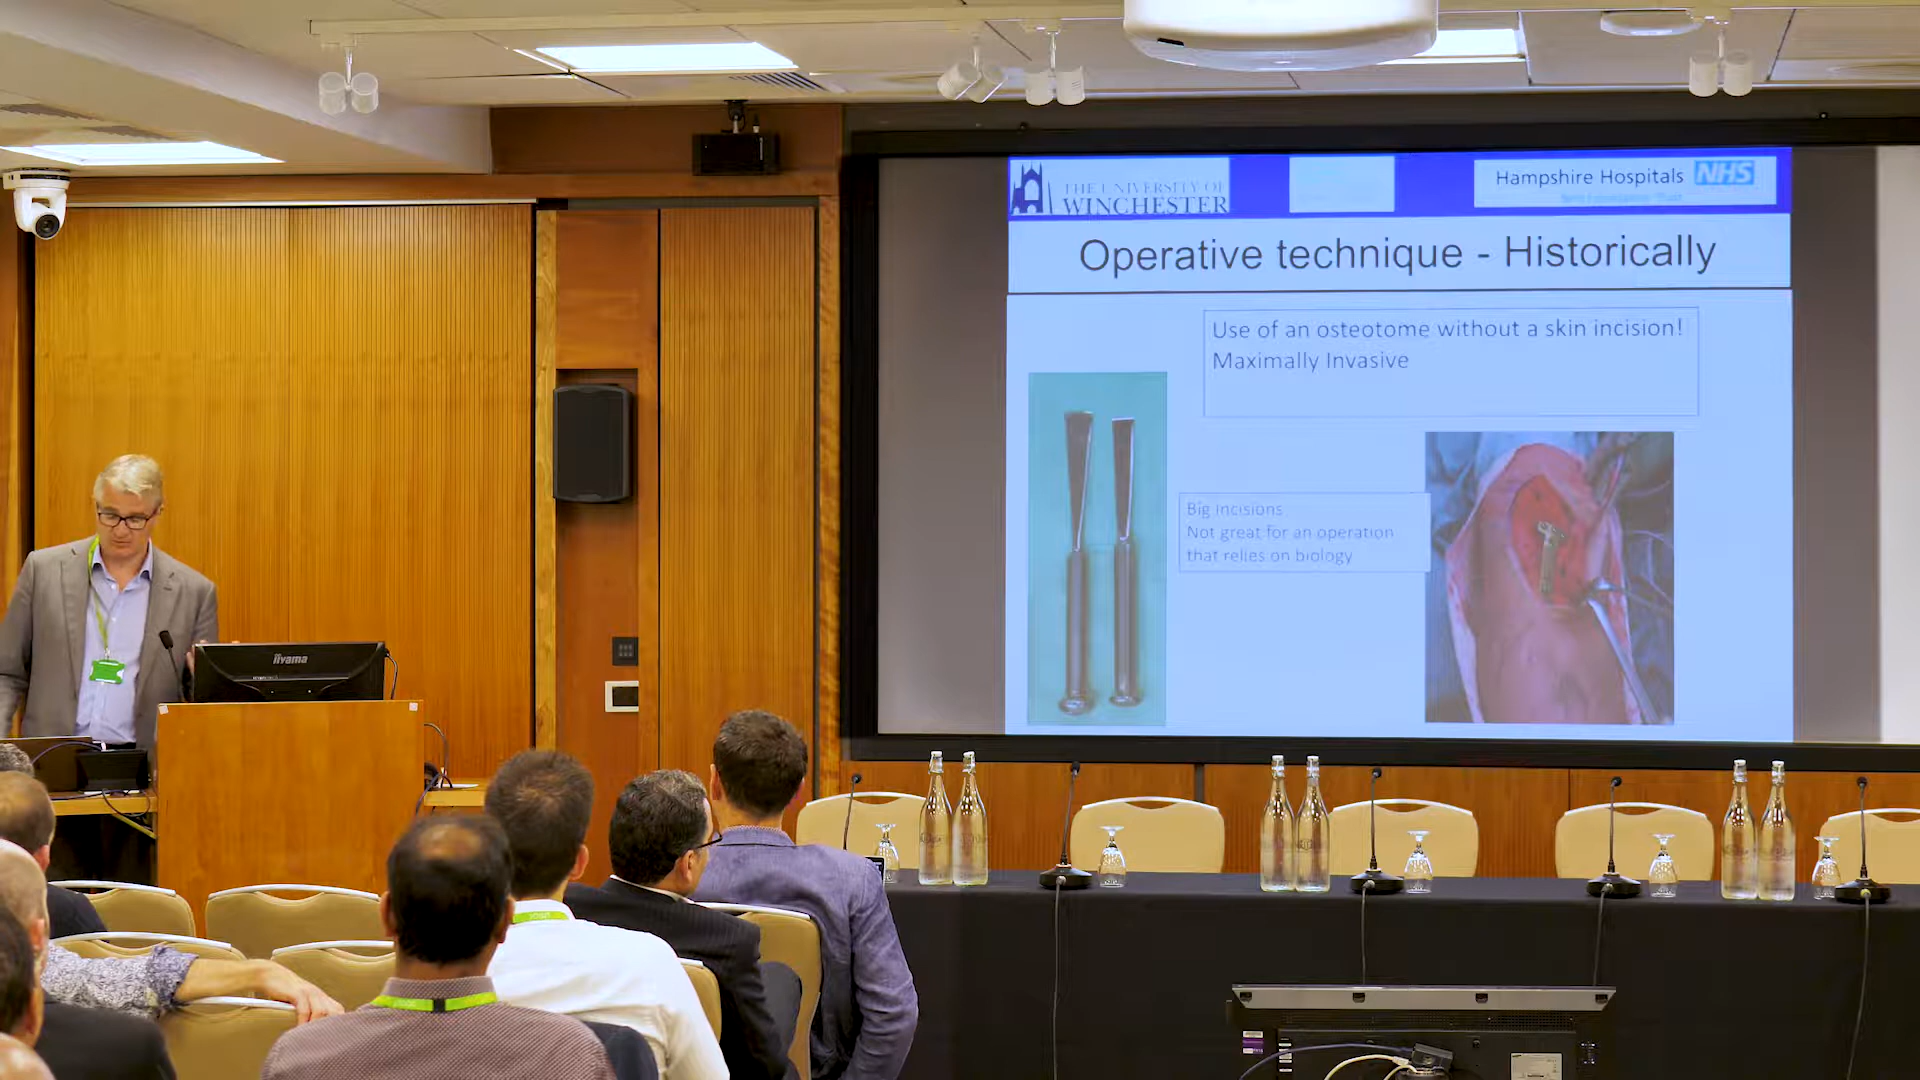 THE UNIVERSITY OF
WINCHESTER
Hampshire Hospitals NHS
Operative technique - Historically
Use of an osteotome without a skin incision!
Maximally Invasive
Big incisions
Not great for an operation
that relies on biology
iiyama